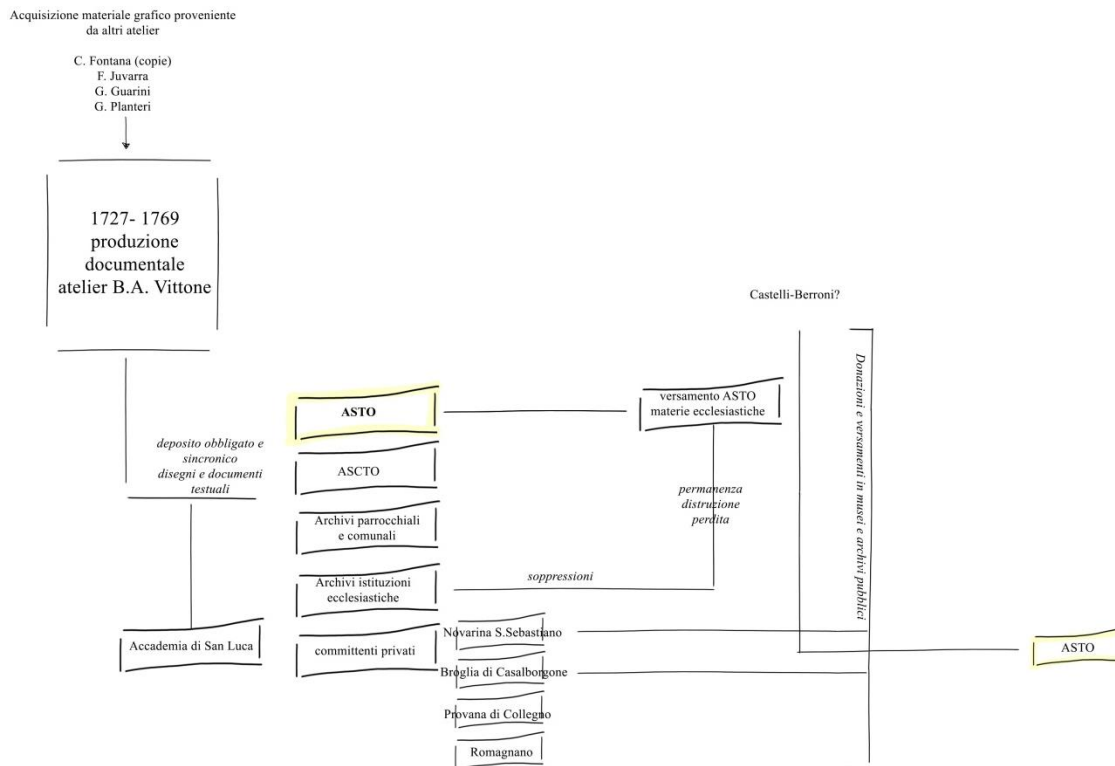 Acquisizione materiale grafico proveniente
da altri atelier
C. Fontana (copie)
F. Juvarra
G. Guarini
G. Planteri
1727- 1769
produzione
documentale
atelier B.A. Vittone
Castelli-Berroni?
Donazioni e versamenti in musei e archivi pubblici
ASTO
versamento ASTO
materie ecclesiastiche
deposito obbligato e
sincronico
disegni e documenti
testuali
ASCTO
permanenza
distruzione
perdita
Archivi parrocchiali
e comunali
Archivi istituzioni
ecclesiastiche
soppressioni
Accademia di San Luca
committenti privati
Novarina S.Sebastiano
Broglia di Casalborgone
Provana di Collegno
Romagnano
ASTO